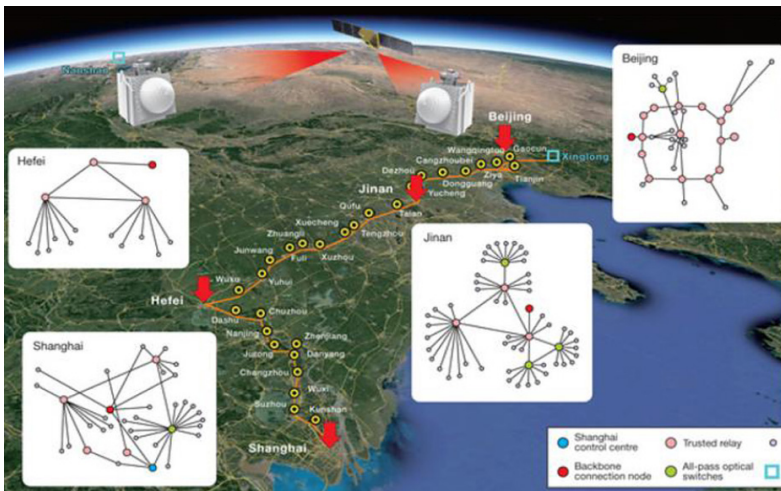 Nanshan
Beijing
Hefei
Beijing
Wangqingtuo
Gaocun
Cangzhoubei
Xinglong
Dezhou
Ziya
Tianjin
Jinan
Dongguang
Yucheng
Qufu
Taian
Xuecheng
Tengzhou
Zhuangli
Junwang
Fuli
Xuzhou
Jinan
Wuhu
Yuhui
Hefei
Chuzhou
Dashu
Nanjing
Zhenjiang
Shanghai
Jurong
Danyang
Changzhou
Wuxi
Suzhou
Kunshan
Shanghai
Shanghai
control centre
Trusted relay
Backbone
connection node
All-pass optical
switches